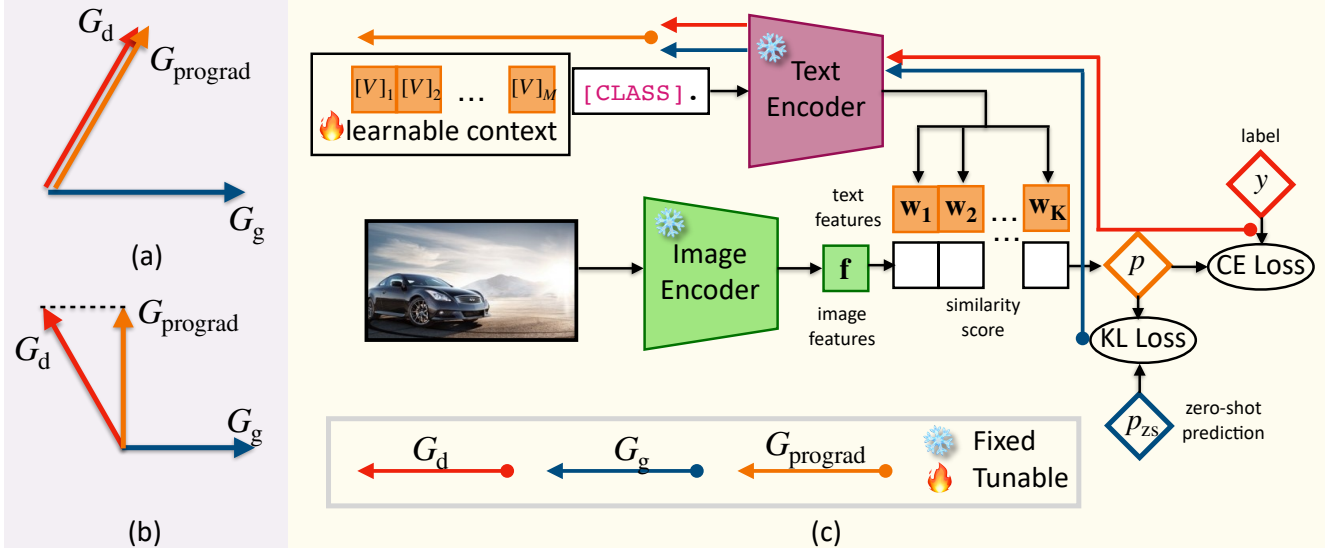 G_d
G_prograd
G_g
(a)
G_prograd
G_d
G_g
(b)
[V]_1 [V]_2 ... [V]_M
learnable context
[CLASS].
Text
Encoder
label
y
text
features
w_1 w_2 ... w_K
...
Image
Encoder
f
image
features
similarity
score
p
CE Loss
KL Loss
p_zs
zero-shot
prediction
G_d G_g G_prograd
Fixed
Tunable
(c)